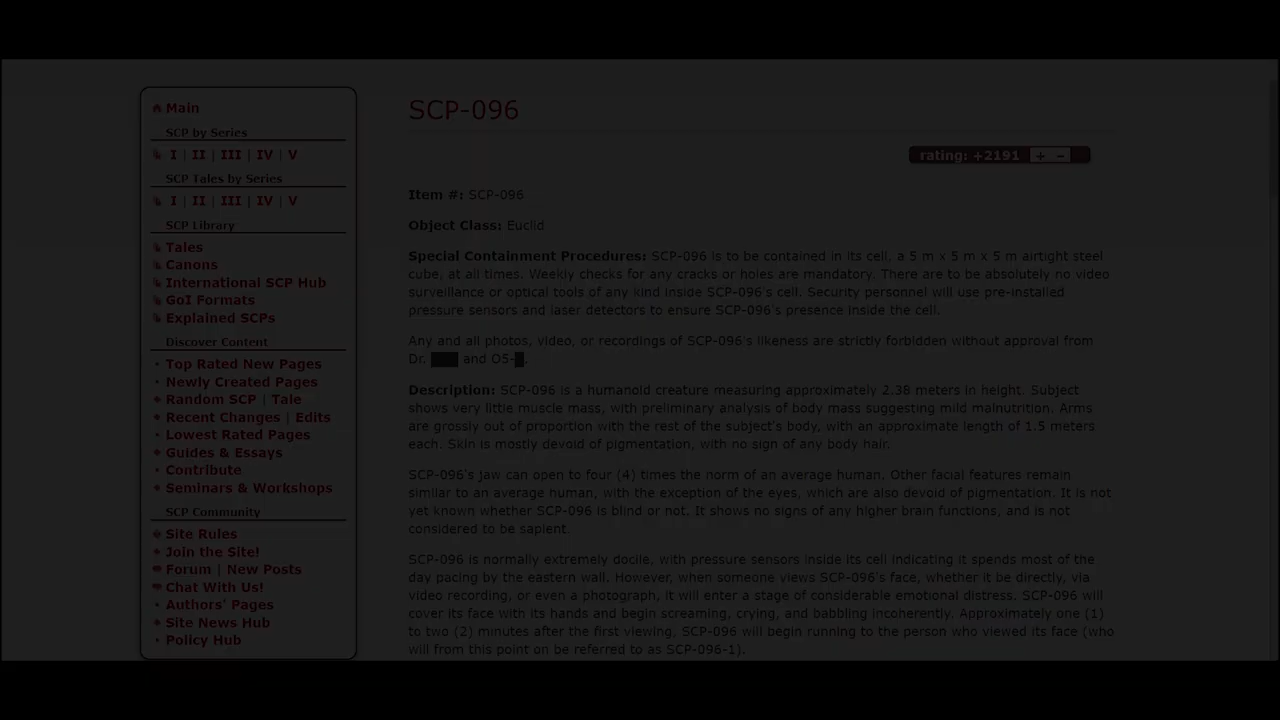 Main
SCP by Series
I | II | III | IV | V
SCP Tales by Series
I | II | III | IV | V
SCP Library
Tales
Canons
International SCP Hub
GoI Formats
Explained SCPs
Discover Content
Top Rated New Pages
Newly Created Pages
Random SCP | Tale
Recent Changes | Edits
Lowest Rated Pages
Guides & Essays
Contribute
Seminars & Workshops
SCP Community
Site Rules
Join the Site!
Forum | New Posts
Chat With Us!
Authors' Pages
Site News Hub
Policy Hub
SCP-096
rating: +2191 + –
Item #: SCP-096
Object Class: Euclid
Special Containment Procedures: SCP-096 is to be contained in its cell, a 5 m x 5 m x 5 m airtight steel
cube, at all times. Weekly checks for any cracks or holes are mandatory. There are to be absolutely no video
surveillance or optical tools of any kind inside SCP-096's cell. Security personnel will use pre-installed
pressure sensors and laser detectors to ensure SCP-096's presence inside the cell.
Any and all photos, video, or recordings of SCP-096's likeness are strictly forbidden without approval from
Dr. ███ and O5-█.
Description: SCP-096 is a humanoid creature measuring approximately 2.38 meters in height. Subject
shows very little muscle mass, with preliminary analysis of body mass suggesting mild malnutrition. Arms
are grossly out of proportion with the rest of the subject's body, with an approximate length of 1.5 meters
each. Skin is mostly devoid of pigmentation, with no sign of any body hair.
SCP-096's jaw can open to four (4) times the norm of an average human. Other facial features remain
similar to an average human, with the exception of the eyes, which are also devoid of pigmentation. It is not
yet known whether SCP-096 is blind or not. It shows no signs of any higher brain functions, and is not
considered to be sapient.
SCP-096 is normally extremely docile, with pressure sensors inside its cell indicating it spends most of the
day pacing by the eastern wall. However, when someone views SCP-096's face, whether it be directly, via
video recording, or even a photograph, it will enter a stage of considerable emotional distress. SCP-096 will
cover its face with its hands and begin screaming, crying, and babbling incoherently. Approximately one (1)
to two (2) minutes after the first viewing, SCP-096 will begin running to the person who viewed its face (who
will from this point on be referred to as SCP-096-1).